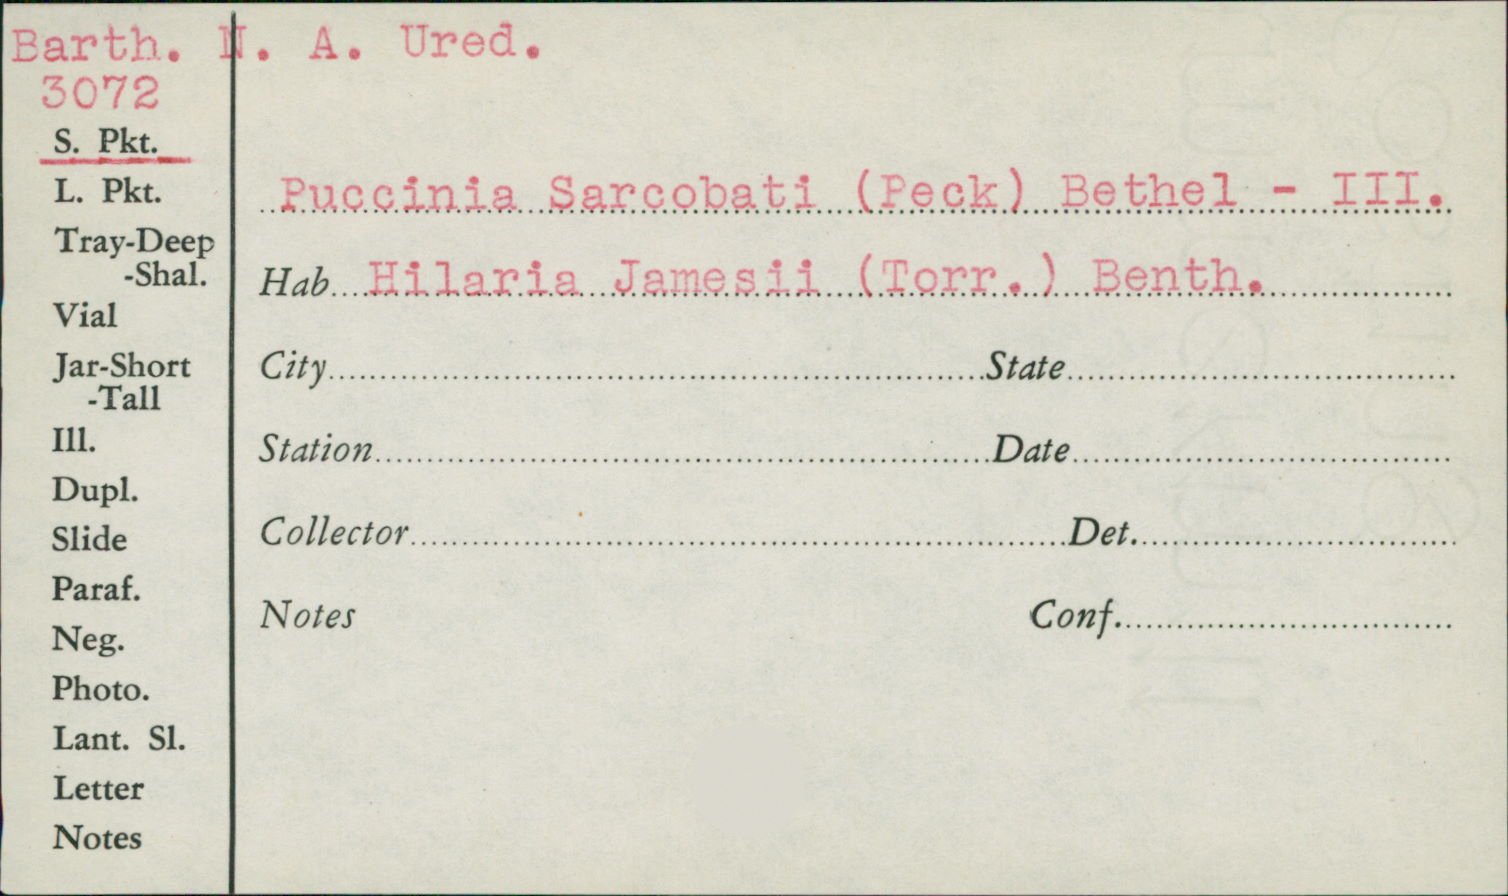 Barth. N. A. Ured.
3072
S. Pkt.
L. Pkt.
Tray-Deep
-Shal.
Vial
Jar-Short
-Tall
Ill.
Dupl.
Slide
Paraf.
Neg.
Photo.
Lant. Sl.
Letter
Notes
Puccinia Sarcobati (Peck) Bethel - III.
Hab Hilaria Jamesii (Torr.) Benth.
City State
Station Date
Collector Det.
Notes Conf.